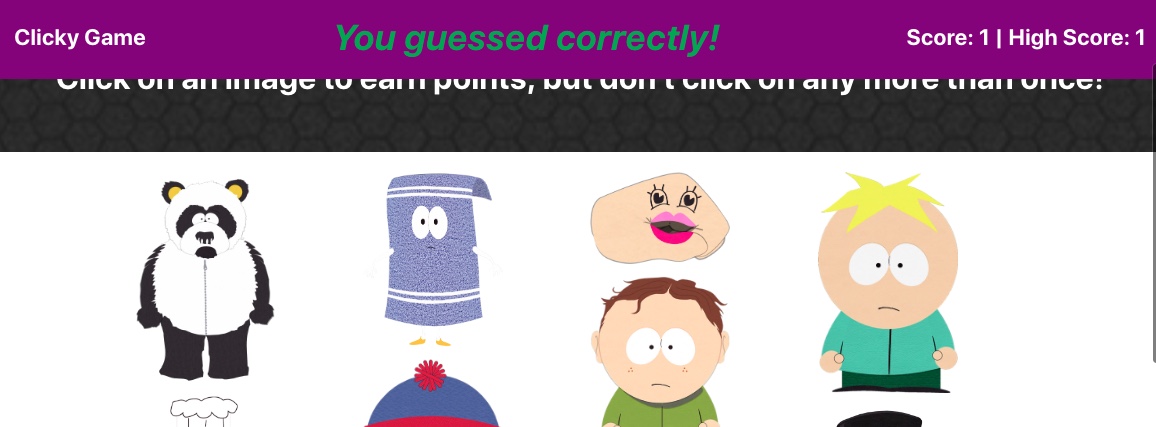 Clicky Game
You guessed correctly!
Score: 1 | High Score: 1
Click on an image to earn points, but don't click on any more than once!